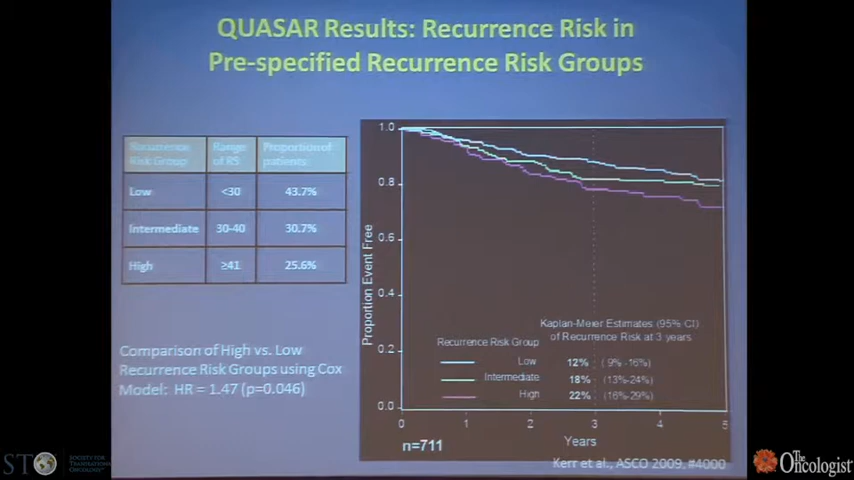 QUASAR Results: Recurrence Risk in
Pre-specified Recurrence Risk Groups
Recurrence
Risk Group
Range
of RS
Proportion of
patients
Low
<30
43.7%
Intermediate
30-40
30.7%
High
≥41
25.6%
Comparison of High vs. Low
Recurrence Risk Groups using Cox
Model: HR = 1.47 (p=0.046)
Proportion Event Free
1.0
0.8
0.6
0.4
0.2
0.0
Kaplan-Meier Estimates (95% CI)
of Recurrence Risk at 3 years
Recurrence Risk Group
Low 12% ( 9% -16%)
Intermediate 18% (13%-24%)
High 22% (16%-29%)
0 1 2 3 4 5
Years
n=711
Kerr et al., ASCO 2009, #4000
STO
SOCIETY FOR
TRANSLATIONAL
ONCOLOGY
The
Oncologist